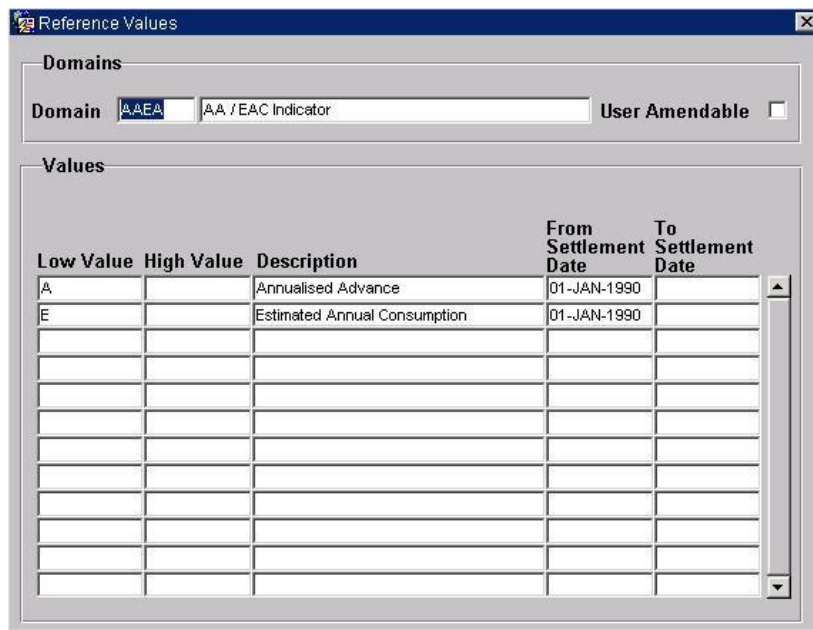 Reference Values
Domains
Domain AAEA AA / EAC Indicator User Amendable
Values
Low Value High Value Description From Settlement Date To Settlement Date
A Annualised Advance 01-JAN-1990
E Estimated Annual Consumption 01-JAN-1990